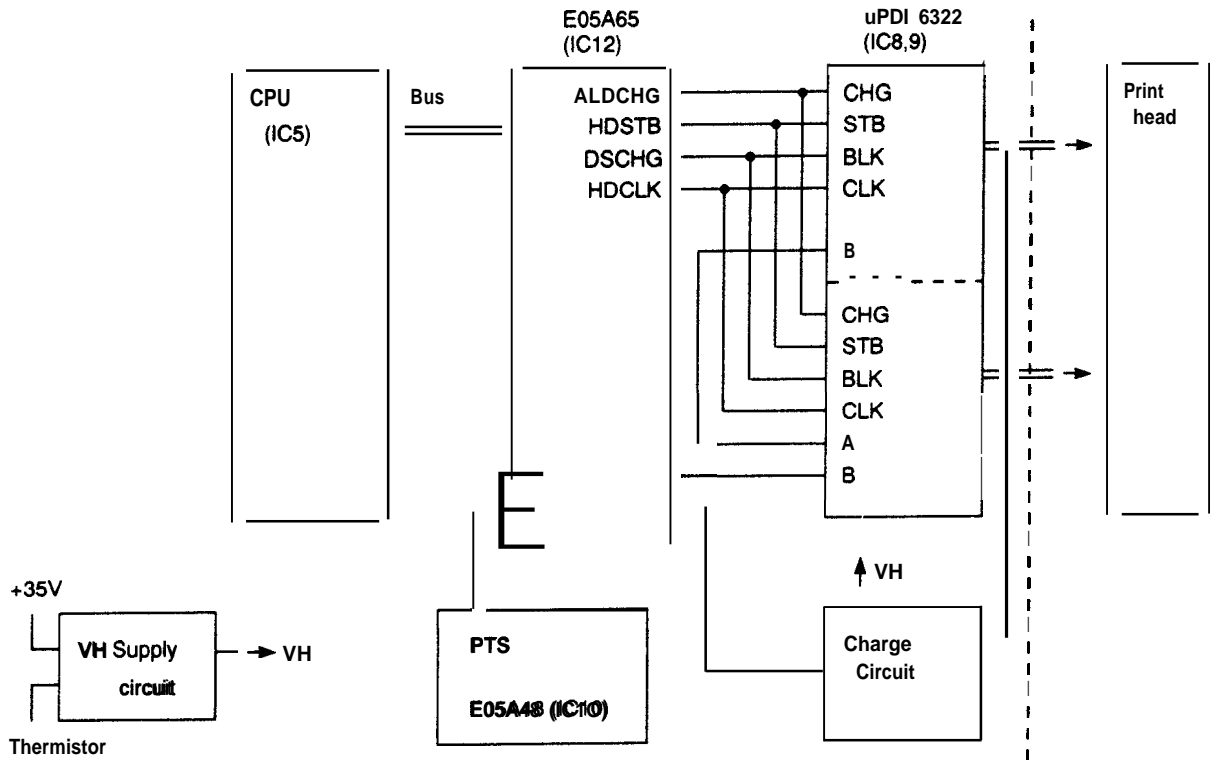 E05A65
(IC12)
uPDI 6322
(IC8,9)
CPU
(IC5)
Bus
ALDCHG
HDSTB
DSCHG
HDCLK
CHG
STB
BLK
CLK
B
CHG
STB
BLK
CLK
A
B
Print
head
E
+35V
VH Supply
circuit
VH
Thermistor
PTS
E05A48 (IC10)
VH
Charge
Circuit